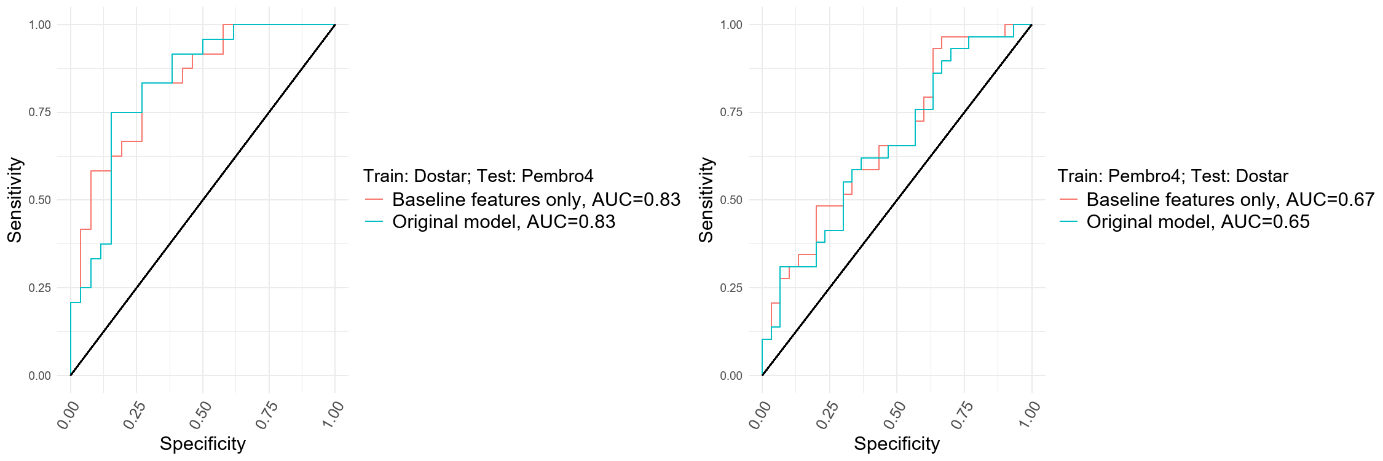 1.00
0.75
0.50
0.25
0.00
Sensitivity
0.00
0.25
0.50
0.75
1.00
Specificity
Train: Dostar; Test: Pembro4
Baseline features only, AUC=0.83
Original model, AUC=0.83
1.00
0.75
0.50
0.25
0.00
Sensitivity
0.00
0.25
0.50
0.75
1.00
Specificity
Train: Pembro4; Test: Dostar
Baseline features only, AUC=0.67
Original model, AUC=0.65